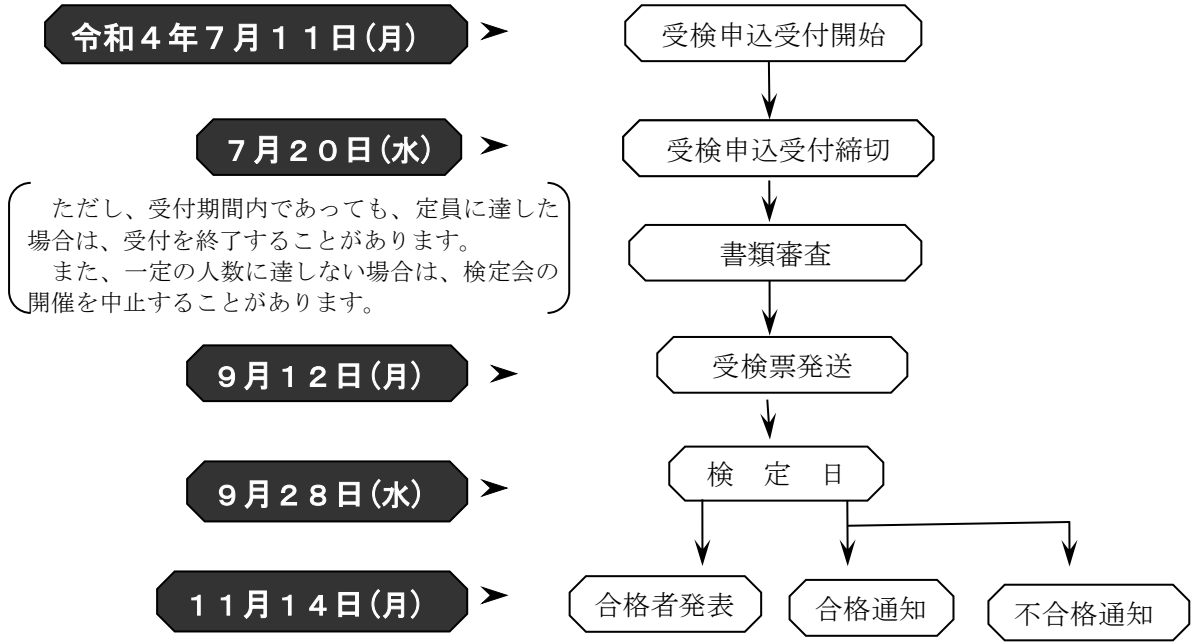 令和４年７月１１日(月)
受検申込受付開始
７月２０日(水)
受検申込受付締切
ただし、受付期間内であっても、定員に達した
場合は、受付を終了することがあります。
また、一定の人数に達しない場合は、検定会の
開催を中止することがあります。
書類審査
９月１２日(月)
受検票発送
９月２８日(水)
検　定　日
１１月１４日(月)
合格者発表
合格通知
不合格通知